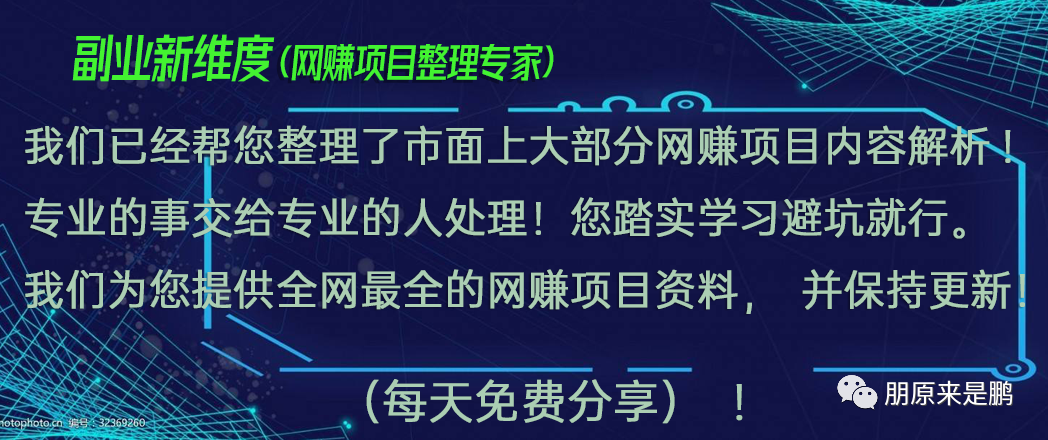 副业新维度(网赚项目整理专家)
我们已经帮您整理了市面上大部分网赚项目内容解析！
专业的事交给专业的人处理！您踏实学习避坑就行。
我们为您提供全网最全的网赚项目资料， 并保持更新！
（每天免费分享） ！
朋原来是鹏
hotophoto.cn 编号：32369260